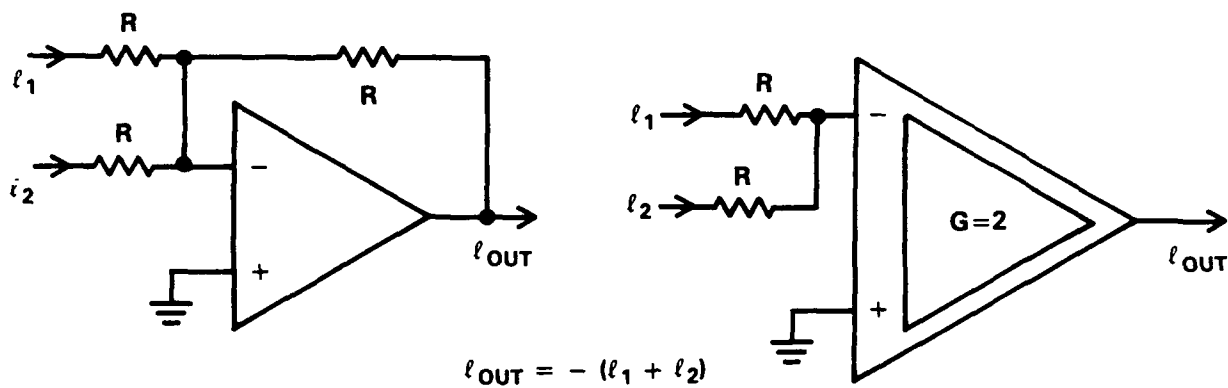 R
ℓ1
R
R
i2
−
+
ℓOUT
R
ℓ1
R
ℓ2
−
+
G=2
ℓOUT
ℓOUT = − (ℓ1 + ℓ2)